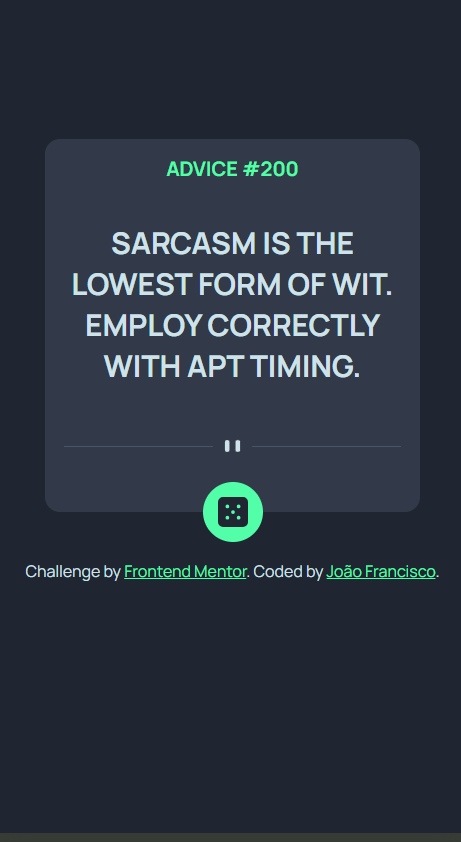 ADVICE #200
SARCASM IS THE
LOWEST FORM OF WIT.
EMPLOY CORRECTLY
WITH APT TIMING.
Challenge by Frontend Mentor. Coded by João Francisco.